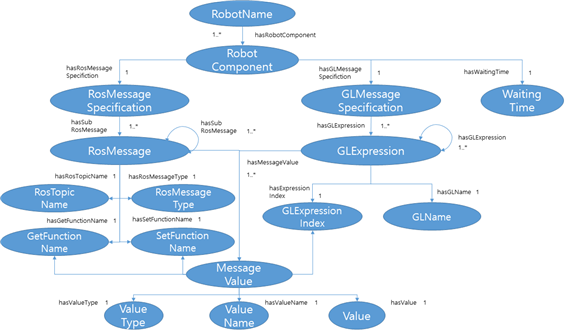 RobotName
1..*
hasRobotComponent
Robot
Component
hasRosMessage
Specifiction
1
hasGLMessage
Specifiction
1
hasWaitingTime
1
RosMessage
Specification
GLMessage
Specification
Waiting
Time
hasSub
RosMessage
1..*
hasSub
RosMessage
1..*
hasGLExpression
1..*
hasGLExpression
1..*
RosMessage
GLExpression
hasMessageValue
1..*
hasRosTopicName 1
hasRosMessageType 1
hasExpression
Index
1
hasGLName 1
RosTopic
Name
RosMessage
Type
GLExpression
Index
GLName
hasGetFunctionName 1
hasSetFunctionName 1
GetFunction
Name
SetFunction
Name
Message
Value
hasValueType 1
hasValueName 1
hasValue 1
Value
Type
Value
Name
Value